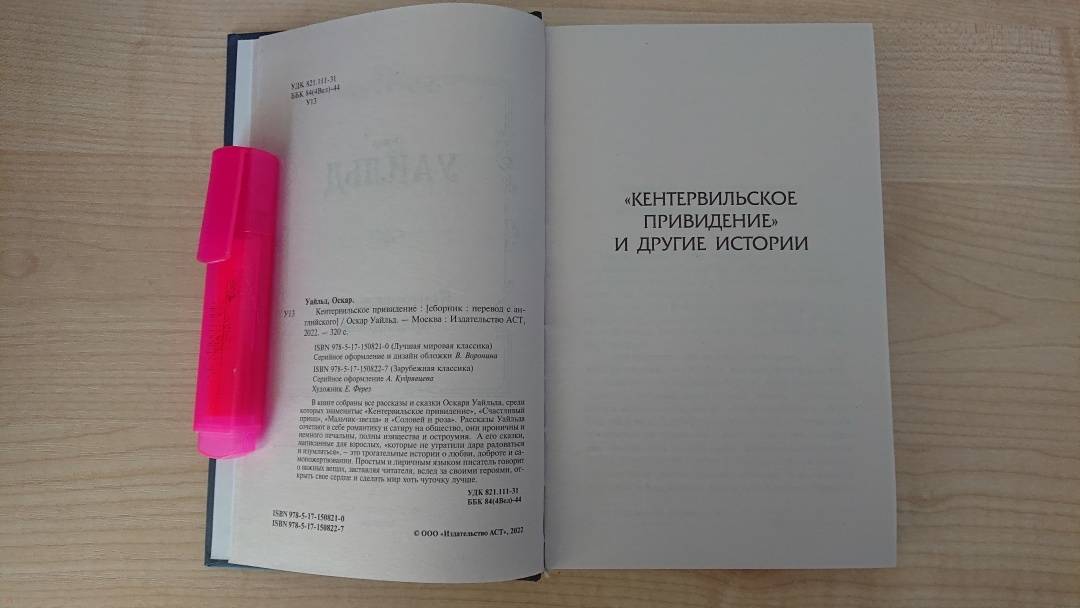 УДК 821.111-31
ББК 84(4Вел)-44
У13
Уайльд, Оскар.
У13 Кентервильское привидение : [сборник : перевод с ан-
глийского] / Оскар Уайльд. — Москва : Издательство АСТ,
2022. — 320 с.
ISBN 978-5-17-150821-0 (Лучшая мировая классика)
Серийное оформление и дизайн обложки В. Воронина
ISBN 978-5-17-150822-7 (Зарубежная классика)
Серийное оформление А. Кудрявцева
Художник Е. Ферез
В книге собраны все рассказы и сказки Оскара Уайльда, среди
которых знаменитые «Кентервильское привидение», «Счастливый
принц», «Мальчик-звезда» и «Соловей и роза». Рассказы Уайльда
сочетают в себе романтику и сатиру на общество, они ироничны и
немного печальны, полны изящества и остроумия. А его сказки,
написанные для взрослых, «которые не утратили дара радоваться
и изумляться», – это трогательные истории о любви, доброте и са-
мопожертвовании. Простым и лиричным языком писатель говорит
о важных вещах, заставляя читателя, вслед за своими героями, от-
крыть свое сердце и сделать мир хоть чуточку лучше.
УДК 821.111-31
ББК 84(4Вел)-44
ISBN 978-5-17-150821-0
ISBN 978-5-17-150822-7
© ООО «Издательство АСТ», 2022
УАЙЛЬД
«КЕНТЕРВИЛЬСКОЕ
ПРИВИДЕНИЕ»
И ДРУГИЕ ИСТОРИИ